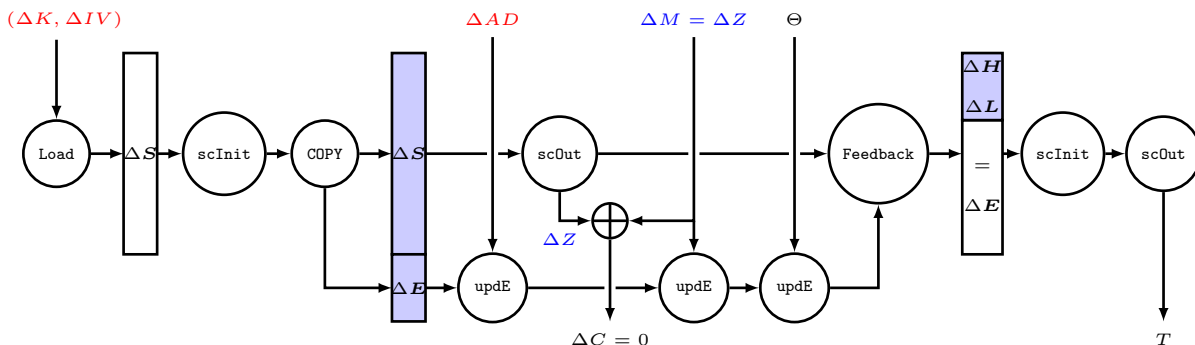 (ΔK, ΔIV)
ΔAD
ΔM = ΔZ
Θ
ΔH
ΔL
Load
ΔS
scInit
COPY
ΔS
scOut
Feedback
=
scInit
scOut
ΔE
ΔZ
ΔE
updE
updE
updE
ΔC = 0
T